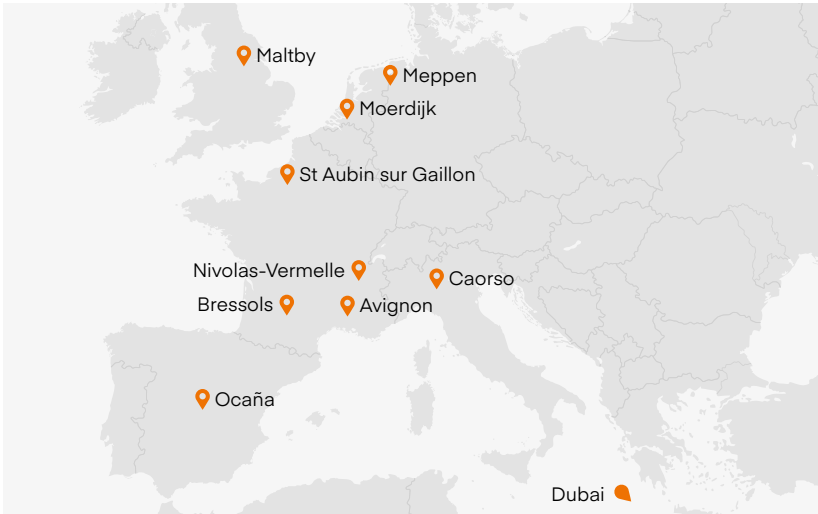 Maltby
Meppen
Moerdijk
St Aubin sur Gaillon
Nivolas-Vermelle
Caorso
Bressols
Avignon
Ocaña
Dubai